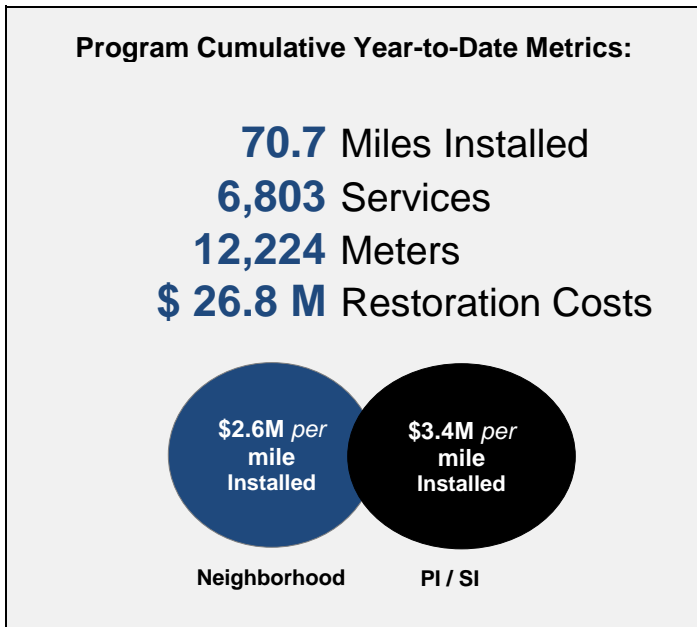 Program Cumulative Year-to-Date Metrics:
70.7 Miles Installed
6,803 Services
12,224 Meters
$ 26.8 M Restoration Costs
$2.6M per
mile
Installed
$3.4M per
mile
Installed
Neighborhood
PI / SI